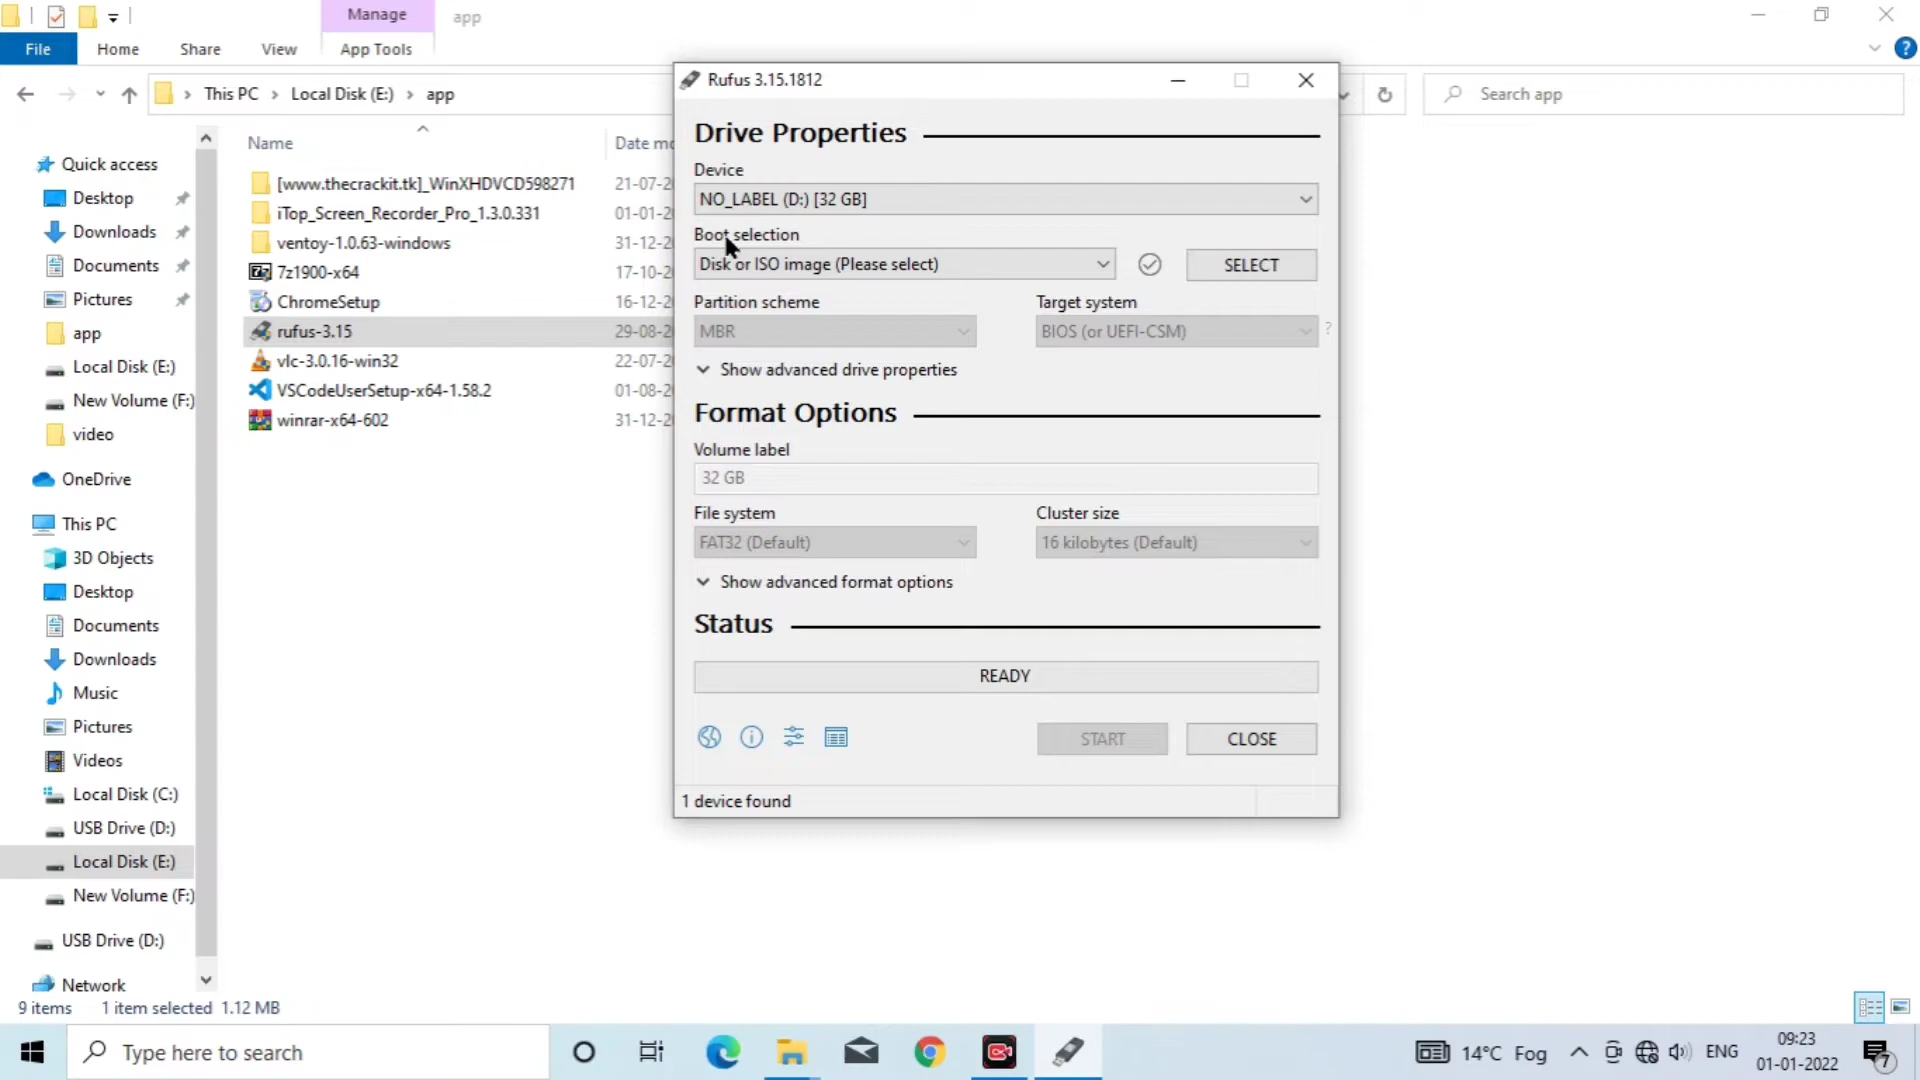 Manage
app
File
Home
Share
View
App Tools
This PC > Local Disk (E:) > app
Search app
Name
Date mo
Quick access
Desktop
Downloads
Documents
Pictures
app
Local Disk (E:)
New Volume (F:)
video
OneDrive
This PC
3D Objects
Desktop
Documents
Downloads
Music
Pictures
Videos
Local Disk (C:)
USB Drive (D:)
Local Disk (E:)
New Volume (F:)
USB Drive (D:)
Network
[www.thecrackit.tk]_WinXHDVCD598271 21-07-2
iTop_Screen_Recorder_Pro_1.3.0.331 01-01-2
ventoy-1.0.63-windows 31-12-2
7z1900-x64 17-10-2
ChromeSetup 16-12-2
rufus-3.15 29-08-2
vlc-3.0.16-win32 22-07-2
VSCodeUserSetup-x64-1.58.2 01-08-2
winrar-x64-602 31-12-2
Rufus 3.15.1812
Drive Properties
Device
NO_LABEL (D:) [32 GB]
Boot selection
Disk or ISO image (Please select)
SELECT
Partition scheme
Target system
MBR
BIOS (or UEFI-CSM)
?
Show advanced drive properties
Format Options
Volume label
32 GB
File system
Cluster size
FAT32 (Default)
16 kilobytes (Default)
Show advanced format options
Status
READY
START
CLOSE
1 device found
9 items 1 item selected 1.12 MB
Type here to search
14°C Fog
ENG
09:23
01-01-2022
7